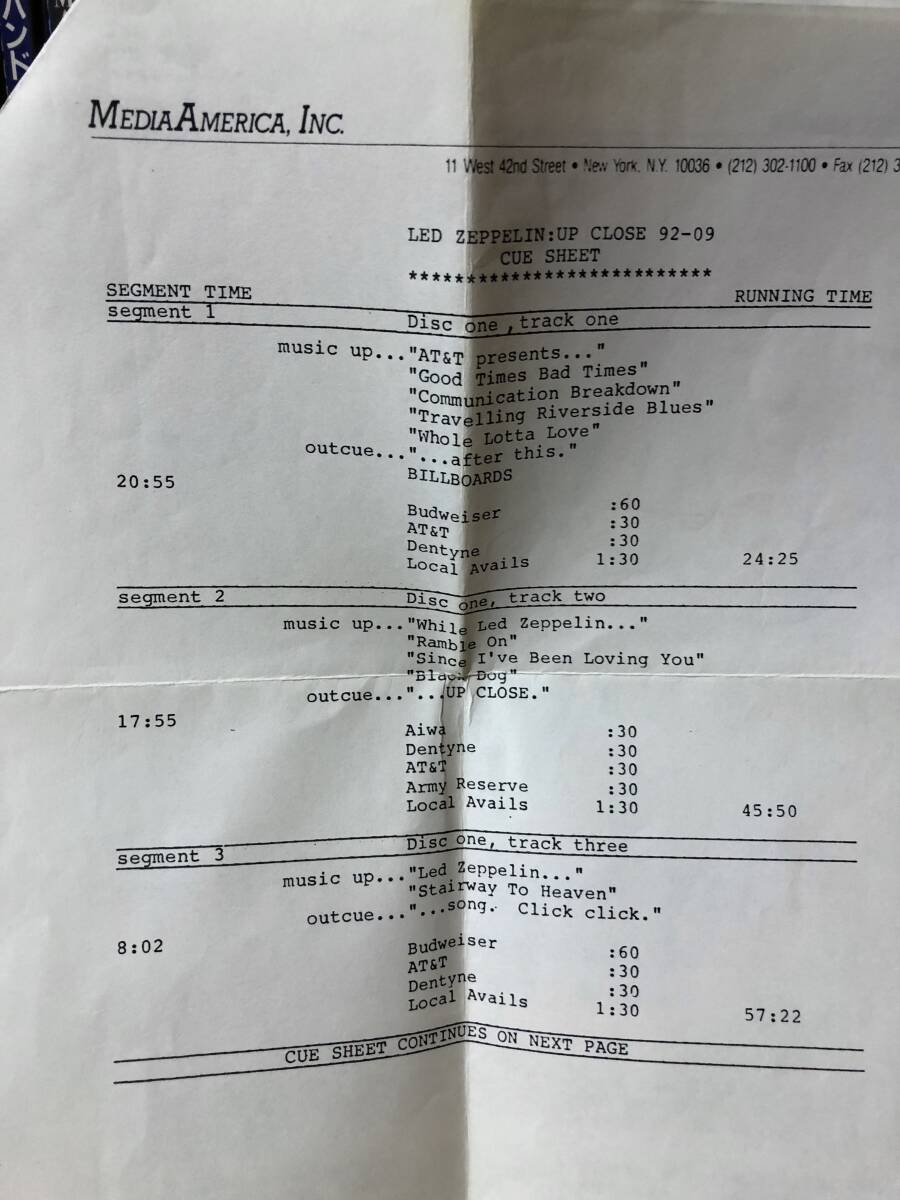 ハンド
MEDIAAMERICA, INC.
11 West 42nd Street • New York, N.Y. 10036 • (212) 302-1100 • Fax (212) 3
LED ZEPPELIN:UP CLOSE 92-09
CUE SHEET
**************************
SEGMENT TIME RUNNING TIME
segment 1 Disc one, track one
music up..."AT&T presents..."
"Good Times Bad Times"
"Communication Breakdown"
"Travelling Riverside Blues"
"Whole Lotta Love"
outcue..."...after this."
20:55 BILLBOARDS
Budweiser :60
AT&T :30
Dentyne :30
Local Avails 1:30 24:25
segment 2 Disc one, track two
music up..."While Led Zeppelin..."
"Ramble On"
"Since I've Been Loving You"
"Black Dog"
outcue..."...UP CLOSE."
17:55
Aiwa :30
Dentyne :30
AT&T :30
Army Reserve :30
Local Avails 1:30 45:50
segment 3 Disc one, track three
music up..."Led Zeppelin..."
"Stairway To Heaven"
outcue..."...song. Click click."
8:02 Budweiser :60
AT&T :30
Dentyne :30
Local Avails 1:30 57:22
CUE SHEET CONTINUES ON NEXT PAGE